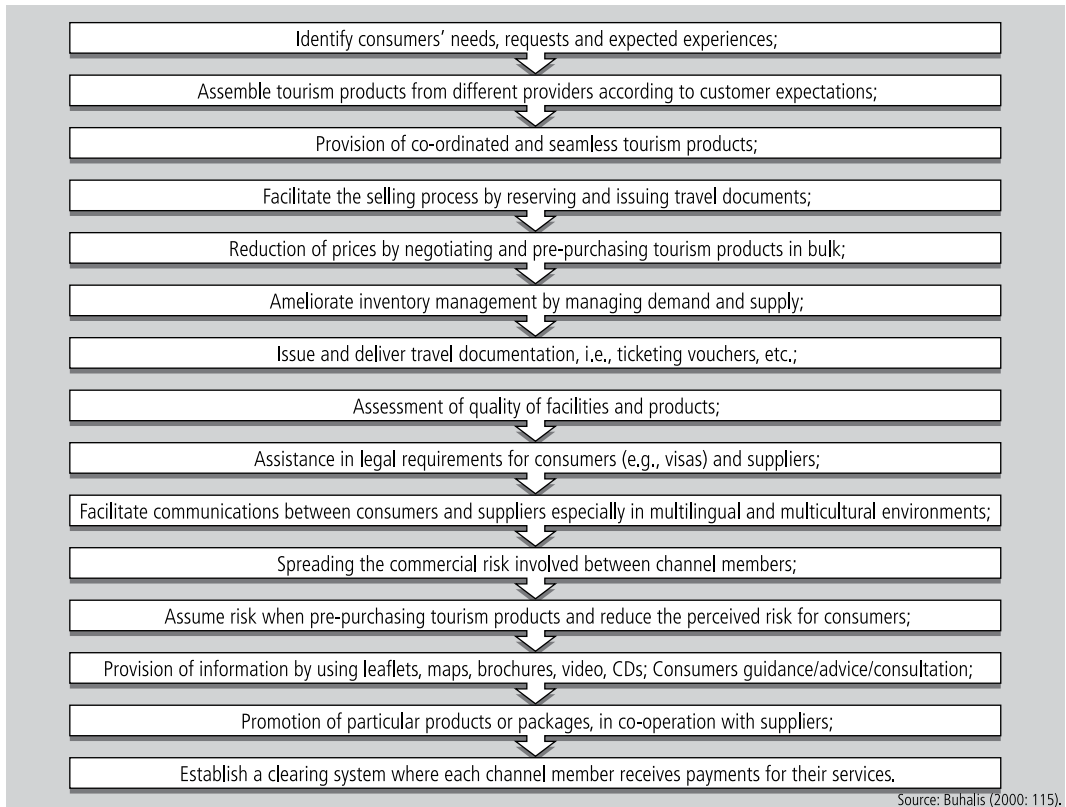 Identify consumers’ needs, requests and expected experiences;
Assemble tourism products from different providers according to customer expectations;
Provision of co-ordinated and seamless tourism products;
Facilitate the selling process by reserving and issuing travel documents;
Reduction of prices by negotiating and pre-purchasing tourism products in bulk;
Ameliorate inventory management by managing demand and supply;
Issue and deliver travel documentation, i.e., ticketing vouchers, etc.;
Assessment of quality of facilities and products;
Assistance in legal requirements for consumers (e.g., visas) and suppliers;
Facilitate communications between consumers and suppliers especially in multilingual and multicultural environments;
Spreading the commercial risk involved between channel members;
Assume risk when pre-purchasing tourism products and reduce the perceived risk for consumers;
Provision of information by using leaflets, maps, brochures, video, CDs; Consumers guidance/advice/consultation;
Promotion of particular products or packages, in co-operation with suppliers;
Establish a clearing system where each channel member receives payments for their services.
Source: Buhalis (2000: 115).